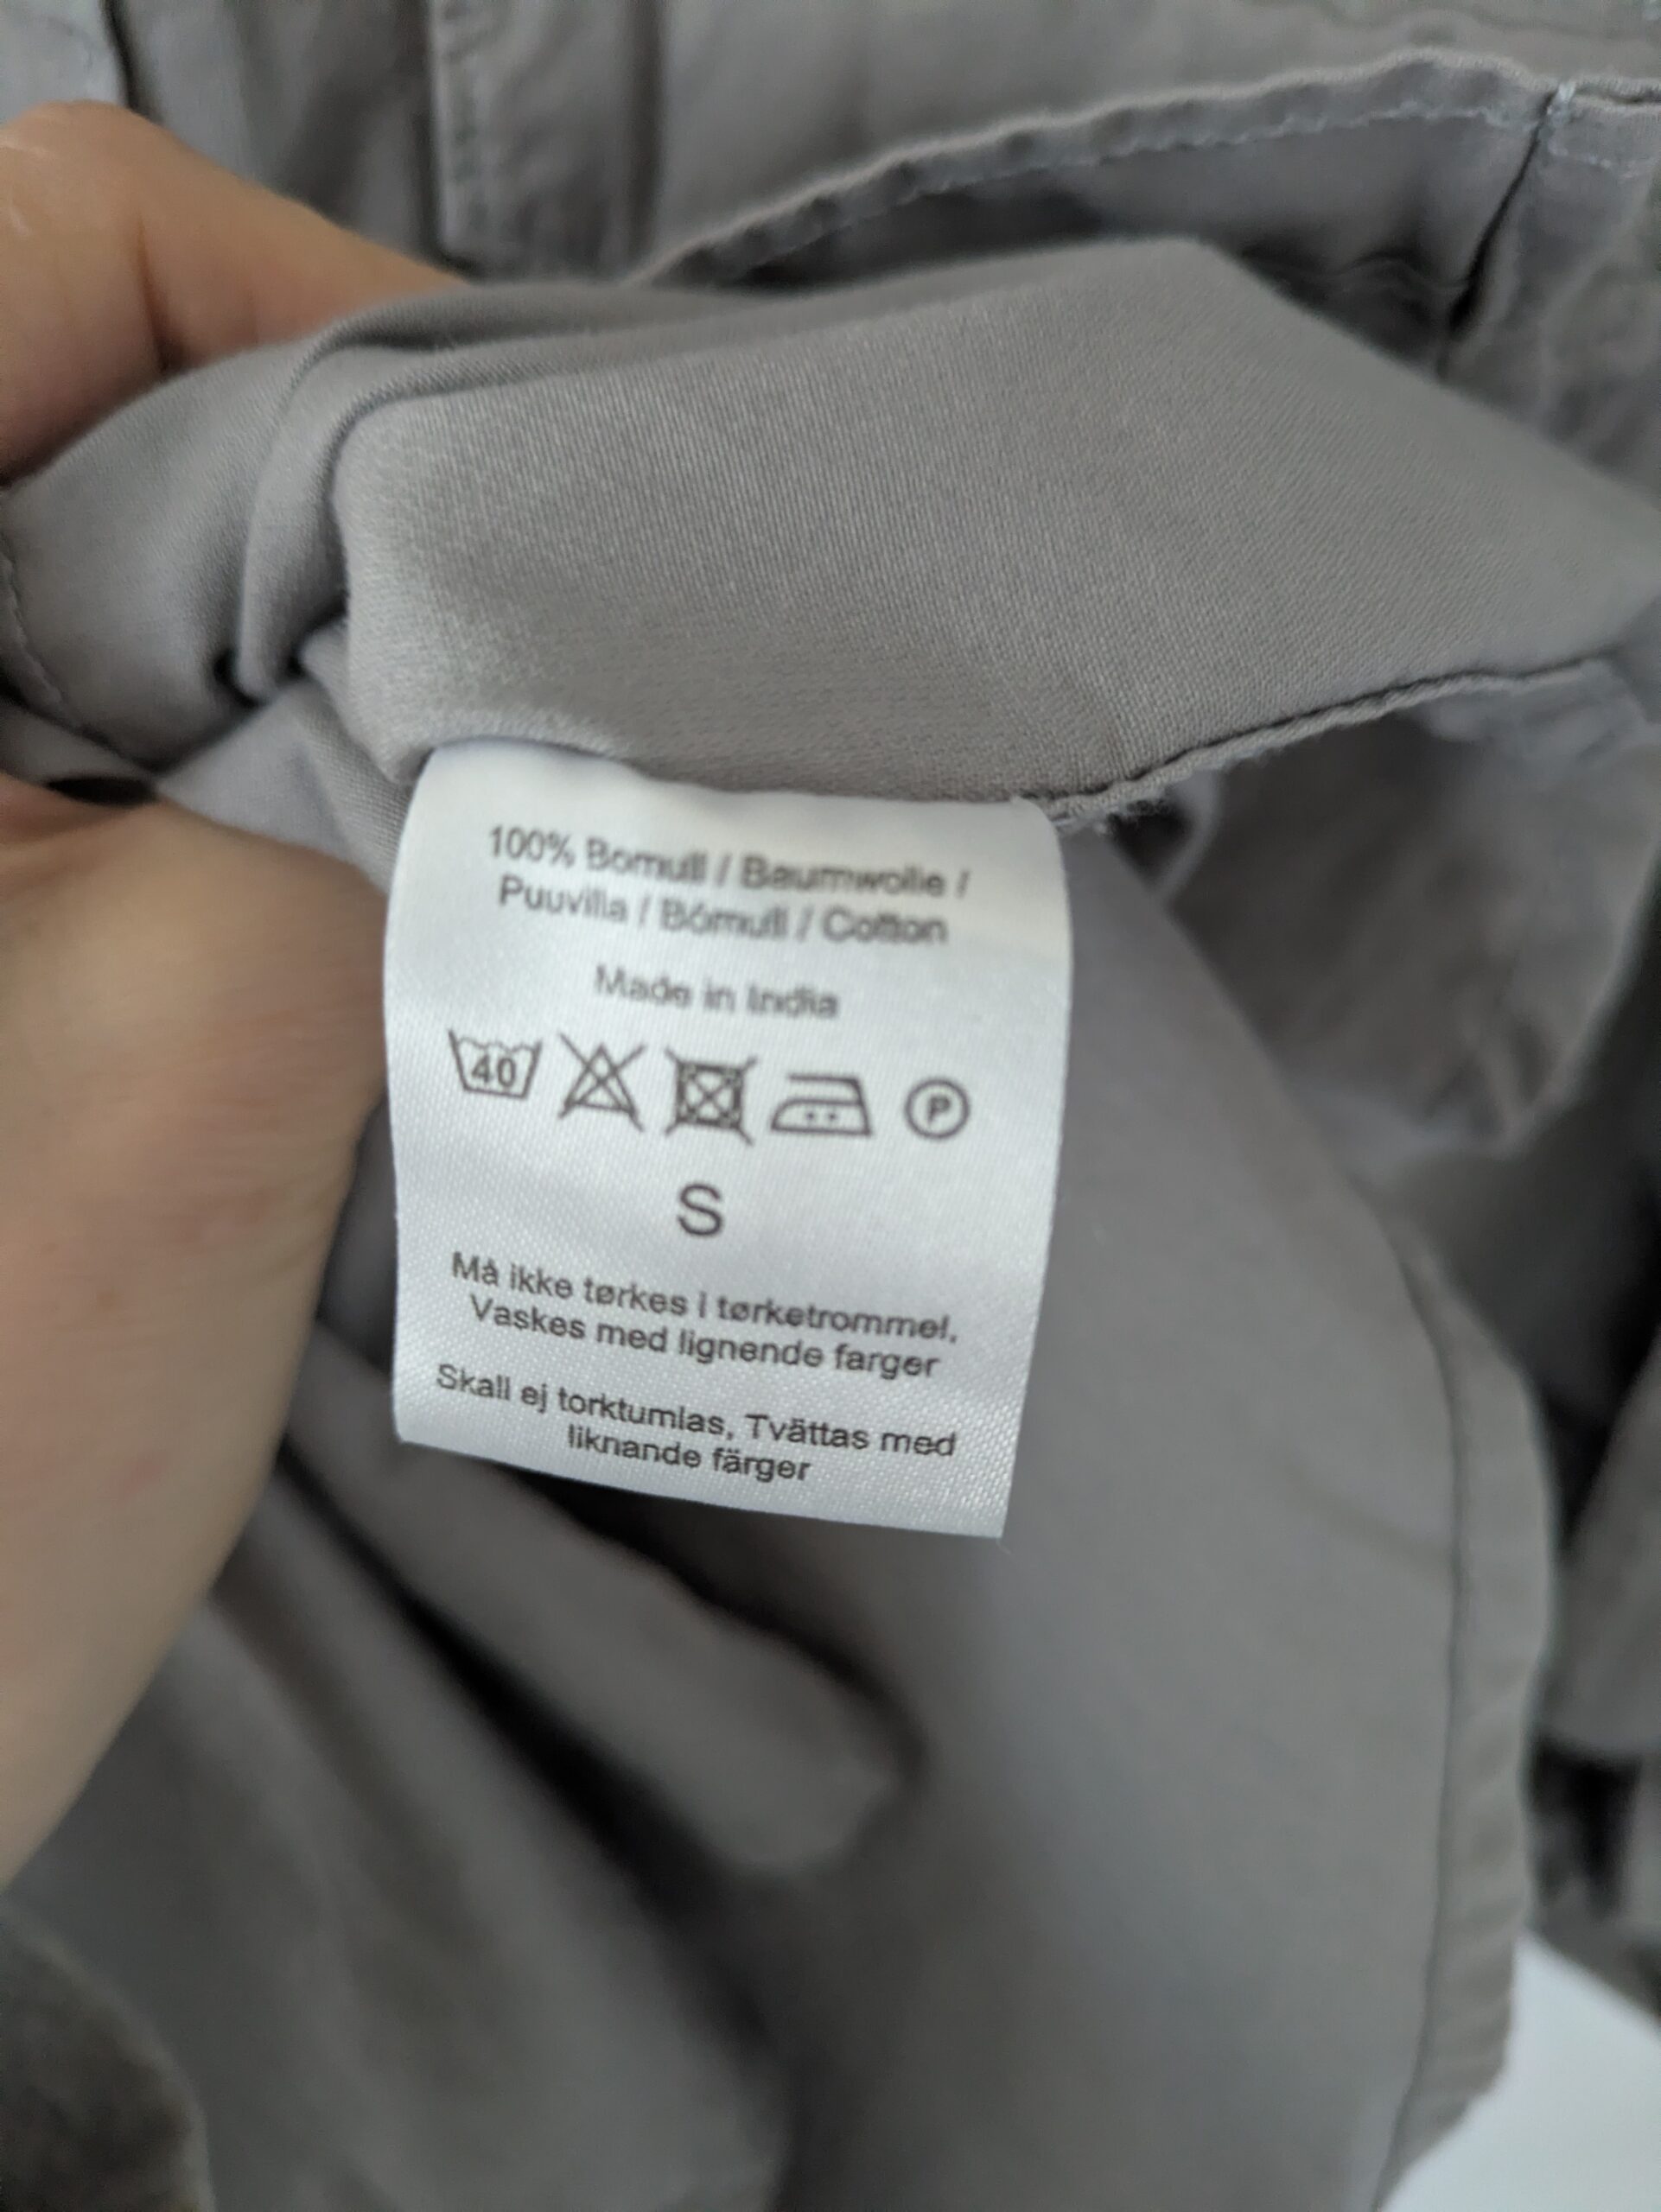 100% Bomull / Baumwolle /
Puuvilla / Bómull / Cotton
Made in India
40 P
S
Må ikke tørkes i tørketrommel,
Vaskes med lignende farger
Skall ej torktumlas, Tvättas med
liknande färger